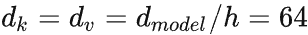 d_k = d_v = d_{model}/h = 64